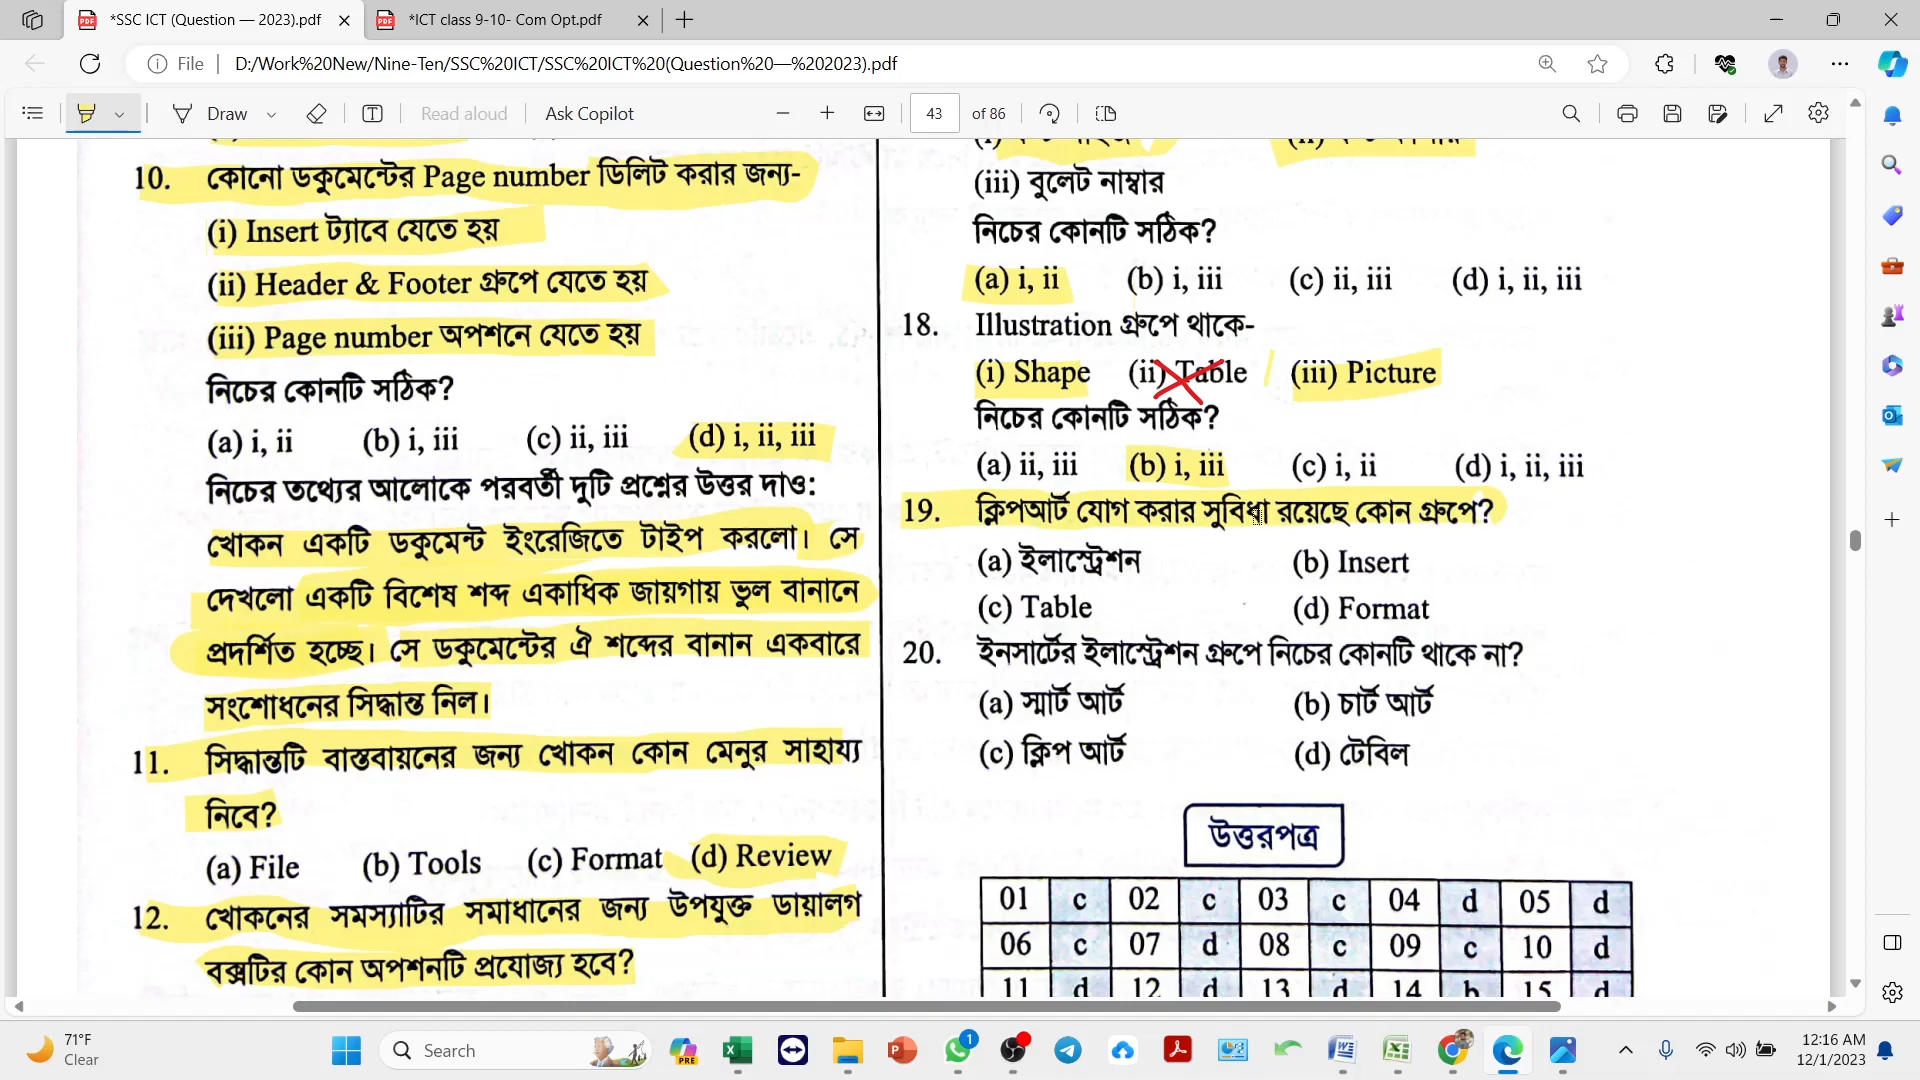 *SSC ICT (Question — 2023).pdf
*ICT class 9-10- Com Opt.pdf
File
D:/Work%20New/Nine-Ten/SSC%20ICT/SSC%20ICT%20(Question%20—%202023).pdf
Draw
Read aloud
Ask Copilot
43
of 86
10. কোনো ডকুমেন্টের Page number ডিলিট করার জন্য-
(i) Insert ট্যাবে যেতে হয়
(ii) Header & Footer গ্রুপে যেতে হয়
(iii) Page number অপশনে যেতে হয়
নিচের কোনটি সঠিক?
(a) i, ii (b) i, iii (c) ii, iii (d) i, ii, iii
নিচের তথ্যের আলোকে পরবর্তী দুটি প্রশ্নের উত্তর দাও:
খোকন একটি ডকুমেন্ট ইংরেজিতে টাইপ করলো। সে
দেখলো একটি বিশেষ শব্দ একাধিক জায়গায় ভুল বানানে
প্রদর্শিত হচ্ছে। সে ডকুমেন্টের ঐ শব্দের বানান একবারে
সংশোধনের সিদ্ধান্ত নিল।
11. সিদ্ধান্তটি বাস্তবায়নের জন্য খোকন কোন মেনুর সাহায্য
নিবে?
(a) File (b) Tools (c) Format (d) Review
12. খোকনের সমস্যাটির সমাধানের জন্য উপযুক্ত ডায়ালগ
বক্সটির কোন অপশনটি প্রযোজ্য হবে?
(iii) বুলেট নাম্বার
নিচের কোনটি সঠিক?
(a) i, ii (b) i, iii (c) ii, iii (d) i, ii, iii
18. Illustration গ্রুপে থাকে-
(i) Shape (ii) Table (iii) Picture
নিচের কোনটি সঠিক?
(a) ii, iii (b) i, iii (c) i, ii (d) i, ii, iii
19. ক্লিপআর্ট যোগ করার সুবিধা রয়েছে কোন গ্রুপে?
(a) ইলাস্ট্রেশন (b) Insert
(c) Table (d) Format
20. ইনসার্টের ইলাস্ট্রেশন গ্রুপে নিচের কোনটি থাকে না?
(a) স্মার্ট আর্ট (b) চার্ট আর্ট
(c) ক্লিপ আর্ট (d) টেবিল
উত্তরপত্র
01 c 02 c 03 c 04 d 05 d
06 c 07 d 08 c 09 c 10 d
11 d 12 d 13 d 14 b 15 d
71°F
Clear
Search
PRE
1
12:16 AM
12/1/2023